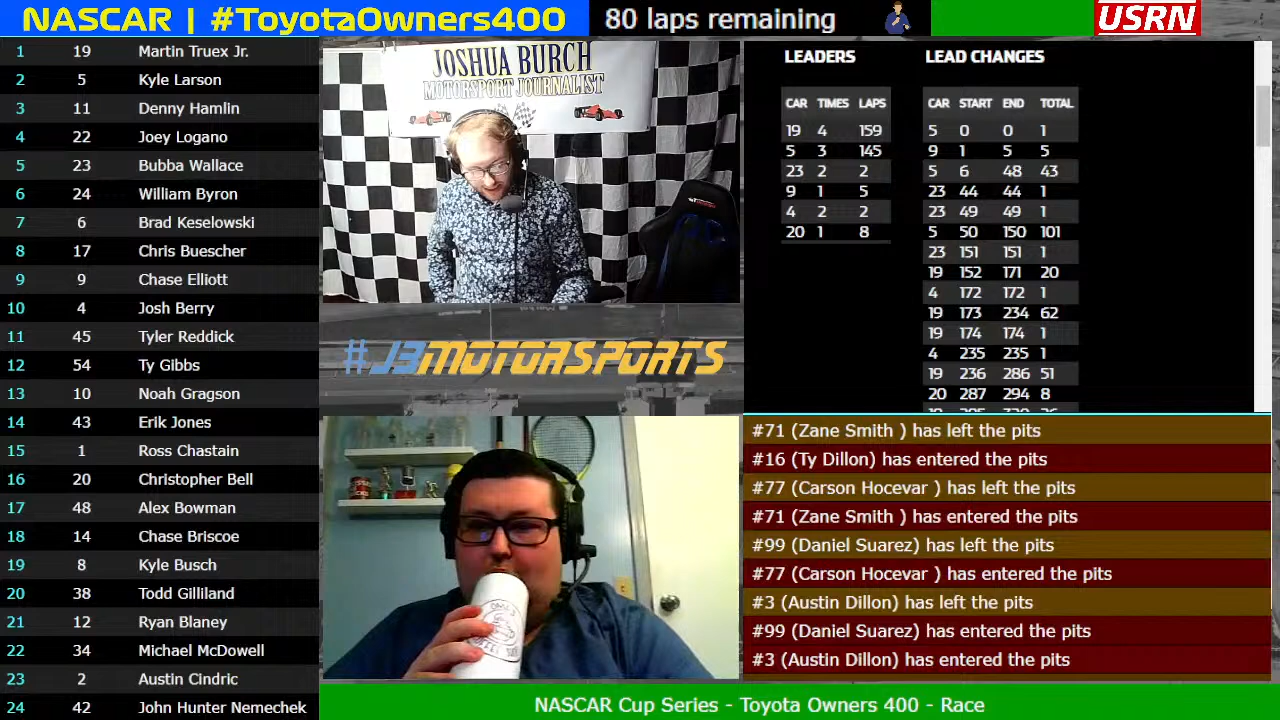 NASCAR | #ToyotaOwners400
80 laps remaining
USRN
1 19 Martin Truex Jr.
2 5 Kyle Larson
3 11 Denny Hamlin
4 22 Joey Logano
5 23 Bubba Wallace
6 24 William Byron
7 6 Brad Keselowski
8 17 Chris Buescher
9 9 Chase Elliott
10 4 Josh Berry
11 45 Tyler Reddick
12 54 Ty Gibbs
13 10 Noah Gragson
14 43 Erik Jones
15 1 Ross Chastain
16 20 Christopher Bell
17 48 Alex Bowman
18 14 Chase Briscoe
19 8 Kyle Busch
20 38 Todd Gilliland
21 12 Ryan Blaney
22 34 Michael McDowell
23 2 Austin Cindric
24 42 John Hunter Nemechek
JOSHUA BURCH
MOTORSPORT JOURNALIST
#JBMOTORSPORTS
LEADERS
CAR TIMES LAPS
19 4 159
5 3 145
23 2 2
9 1 5
4 2 2
20 1 8
LEAD CHANGES
CAR START END TOTAL
5 0 0 1
9 1 5 5
5 6 48 43
23 44 44 1
23 49 49 1
5 50 150 101
23 151 151 1
19 152 171 20
4 172 172 1
19 173 234 62
19 174 174 1
4 235 235 1
19 236 286 51
20 287 294 8
#71 (Zane Smith ) has left the pits
#16 (Ty Dillon) has entered the pits
#77 (Carson Hocevar ) has left the pits
#71 (Zane Smith ) has entered the pits
#99 (Daniel Suarez) has left the pits
#77 (Carson Hocevar ) has entered the pits
#3 (Austin Dillon) has left the pits
#99 (Daniel Suarez) has entered the pits
#3 (Austin Dillon) has entered the pits
NASCAR Cup Series - Toyota Owners 400 - Race